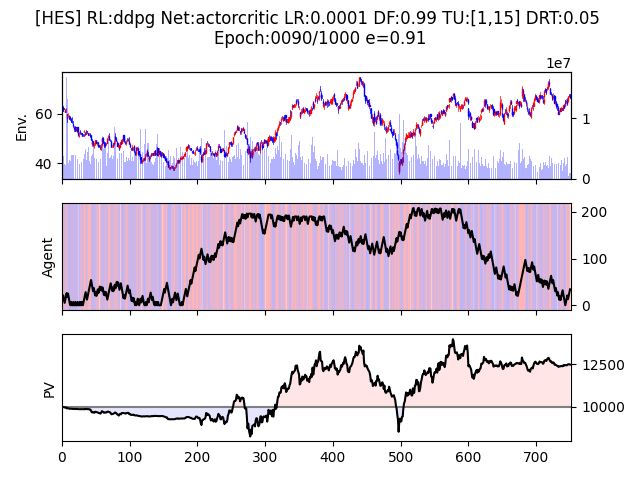 [HES] RL:ddpg Net:actorcritic LR:0.0001 DF:0.99 TU:[1,15] DRT:0.05
Epoch:0090/1000 e=0.91
1e7
60
40
Env.
1
0
Agent
200
100
0
PV
12500
10000
0 100 200 300 400 500 600 700